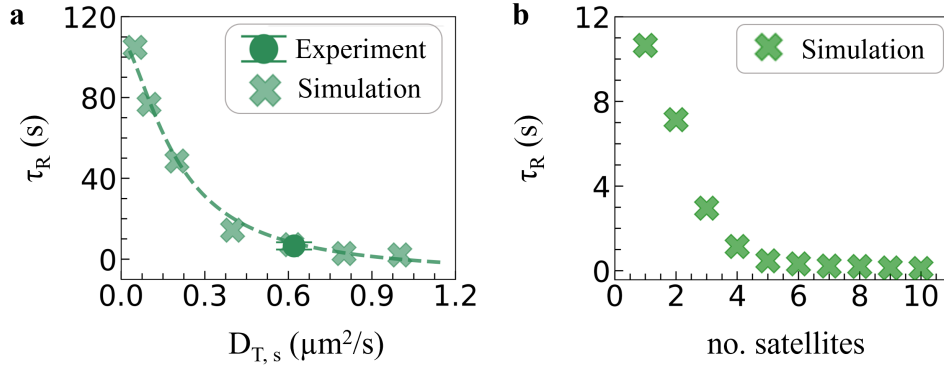 a
120
80
40
0
τR (s)
0.0 0.3 0.6 0.9 1.2
DT, s (μm²/s)
Experiment
Simulation
b
12
8
4
0
τR (s)
0 2 4 6 8 10
no. satellites
Simulation